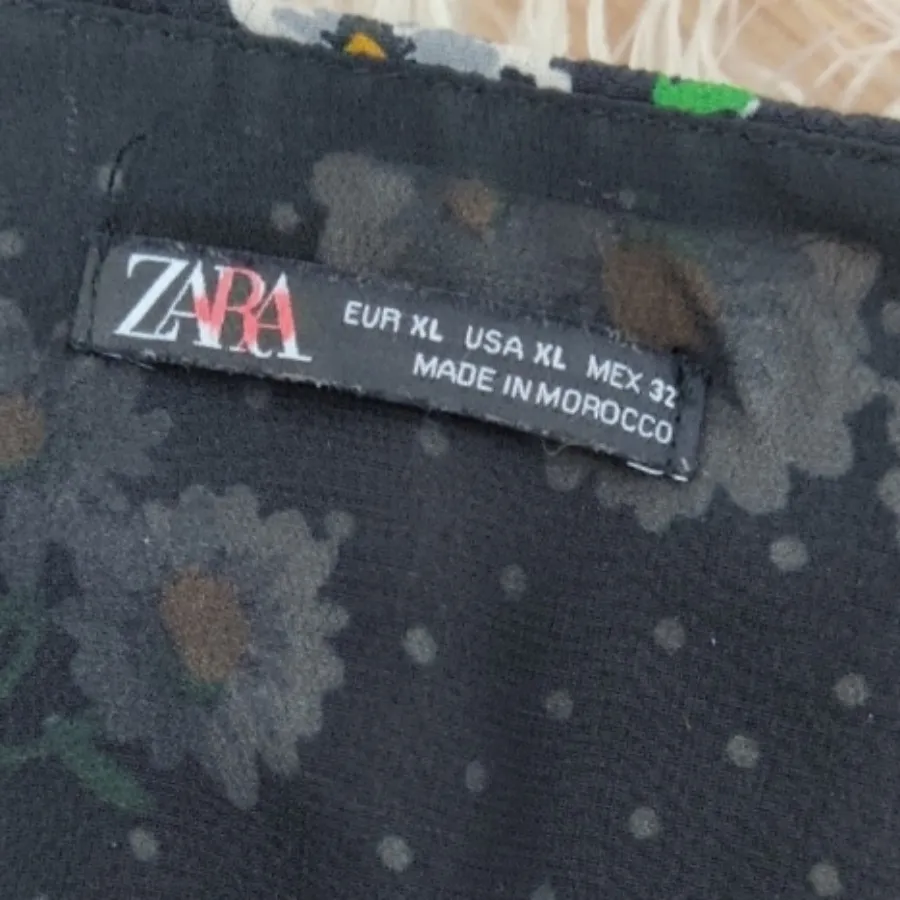 ZARA
EUR XL USA XL MEX 32
MADE IN MOROCCO